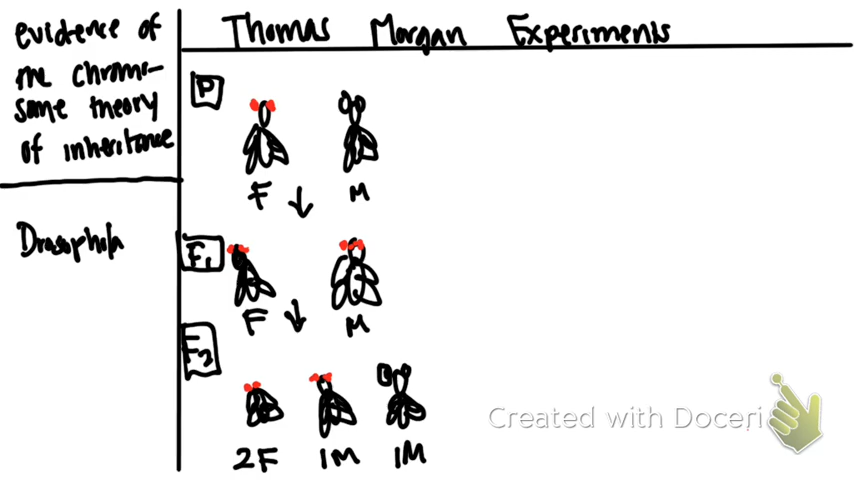 Thomas Morgan Experiments
evidence of
the chromo-
some theory
of inheritance
Drosophila
P
F M
F1
F M
F2
2F 1M 1M
Created with Doceri